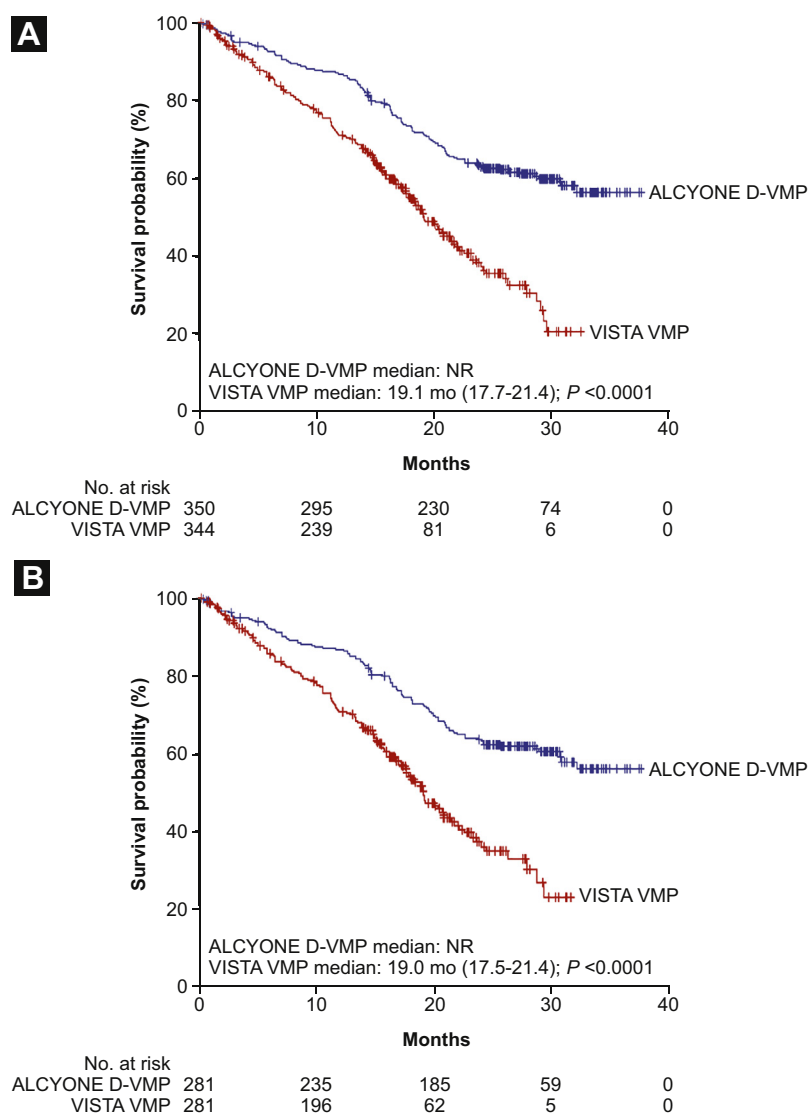 A
Survival probability (%)
100
80
60
40
20
0
ALCYONE D-VMP
VISTA VMP
ALCYONE D-VMP median: NR
VISTA VMP median: 19.1 mo (17.7-21.4); P <0.0001
0 10 20 30 40
Months
No. at risk
ALCYONE D-VMP 350 295 230 74 0
VISTA VMP 344 239 81 6 0
B
Survival probability (%)
100
80
60
40
20
0
ALCYONE D-VMP
VISTA VMP
ALCYONE D-VMP median: NR
VISTA VMP median: 19.0 mo (17.5-21.4); P <0.0001
0 10 20 30 40
Months
No. at risk
ALCYONE D-VMP 281 235 185 59 0
VISTA VMP 281 196 62 5 0